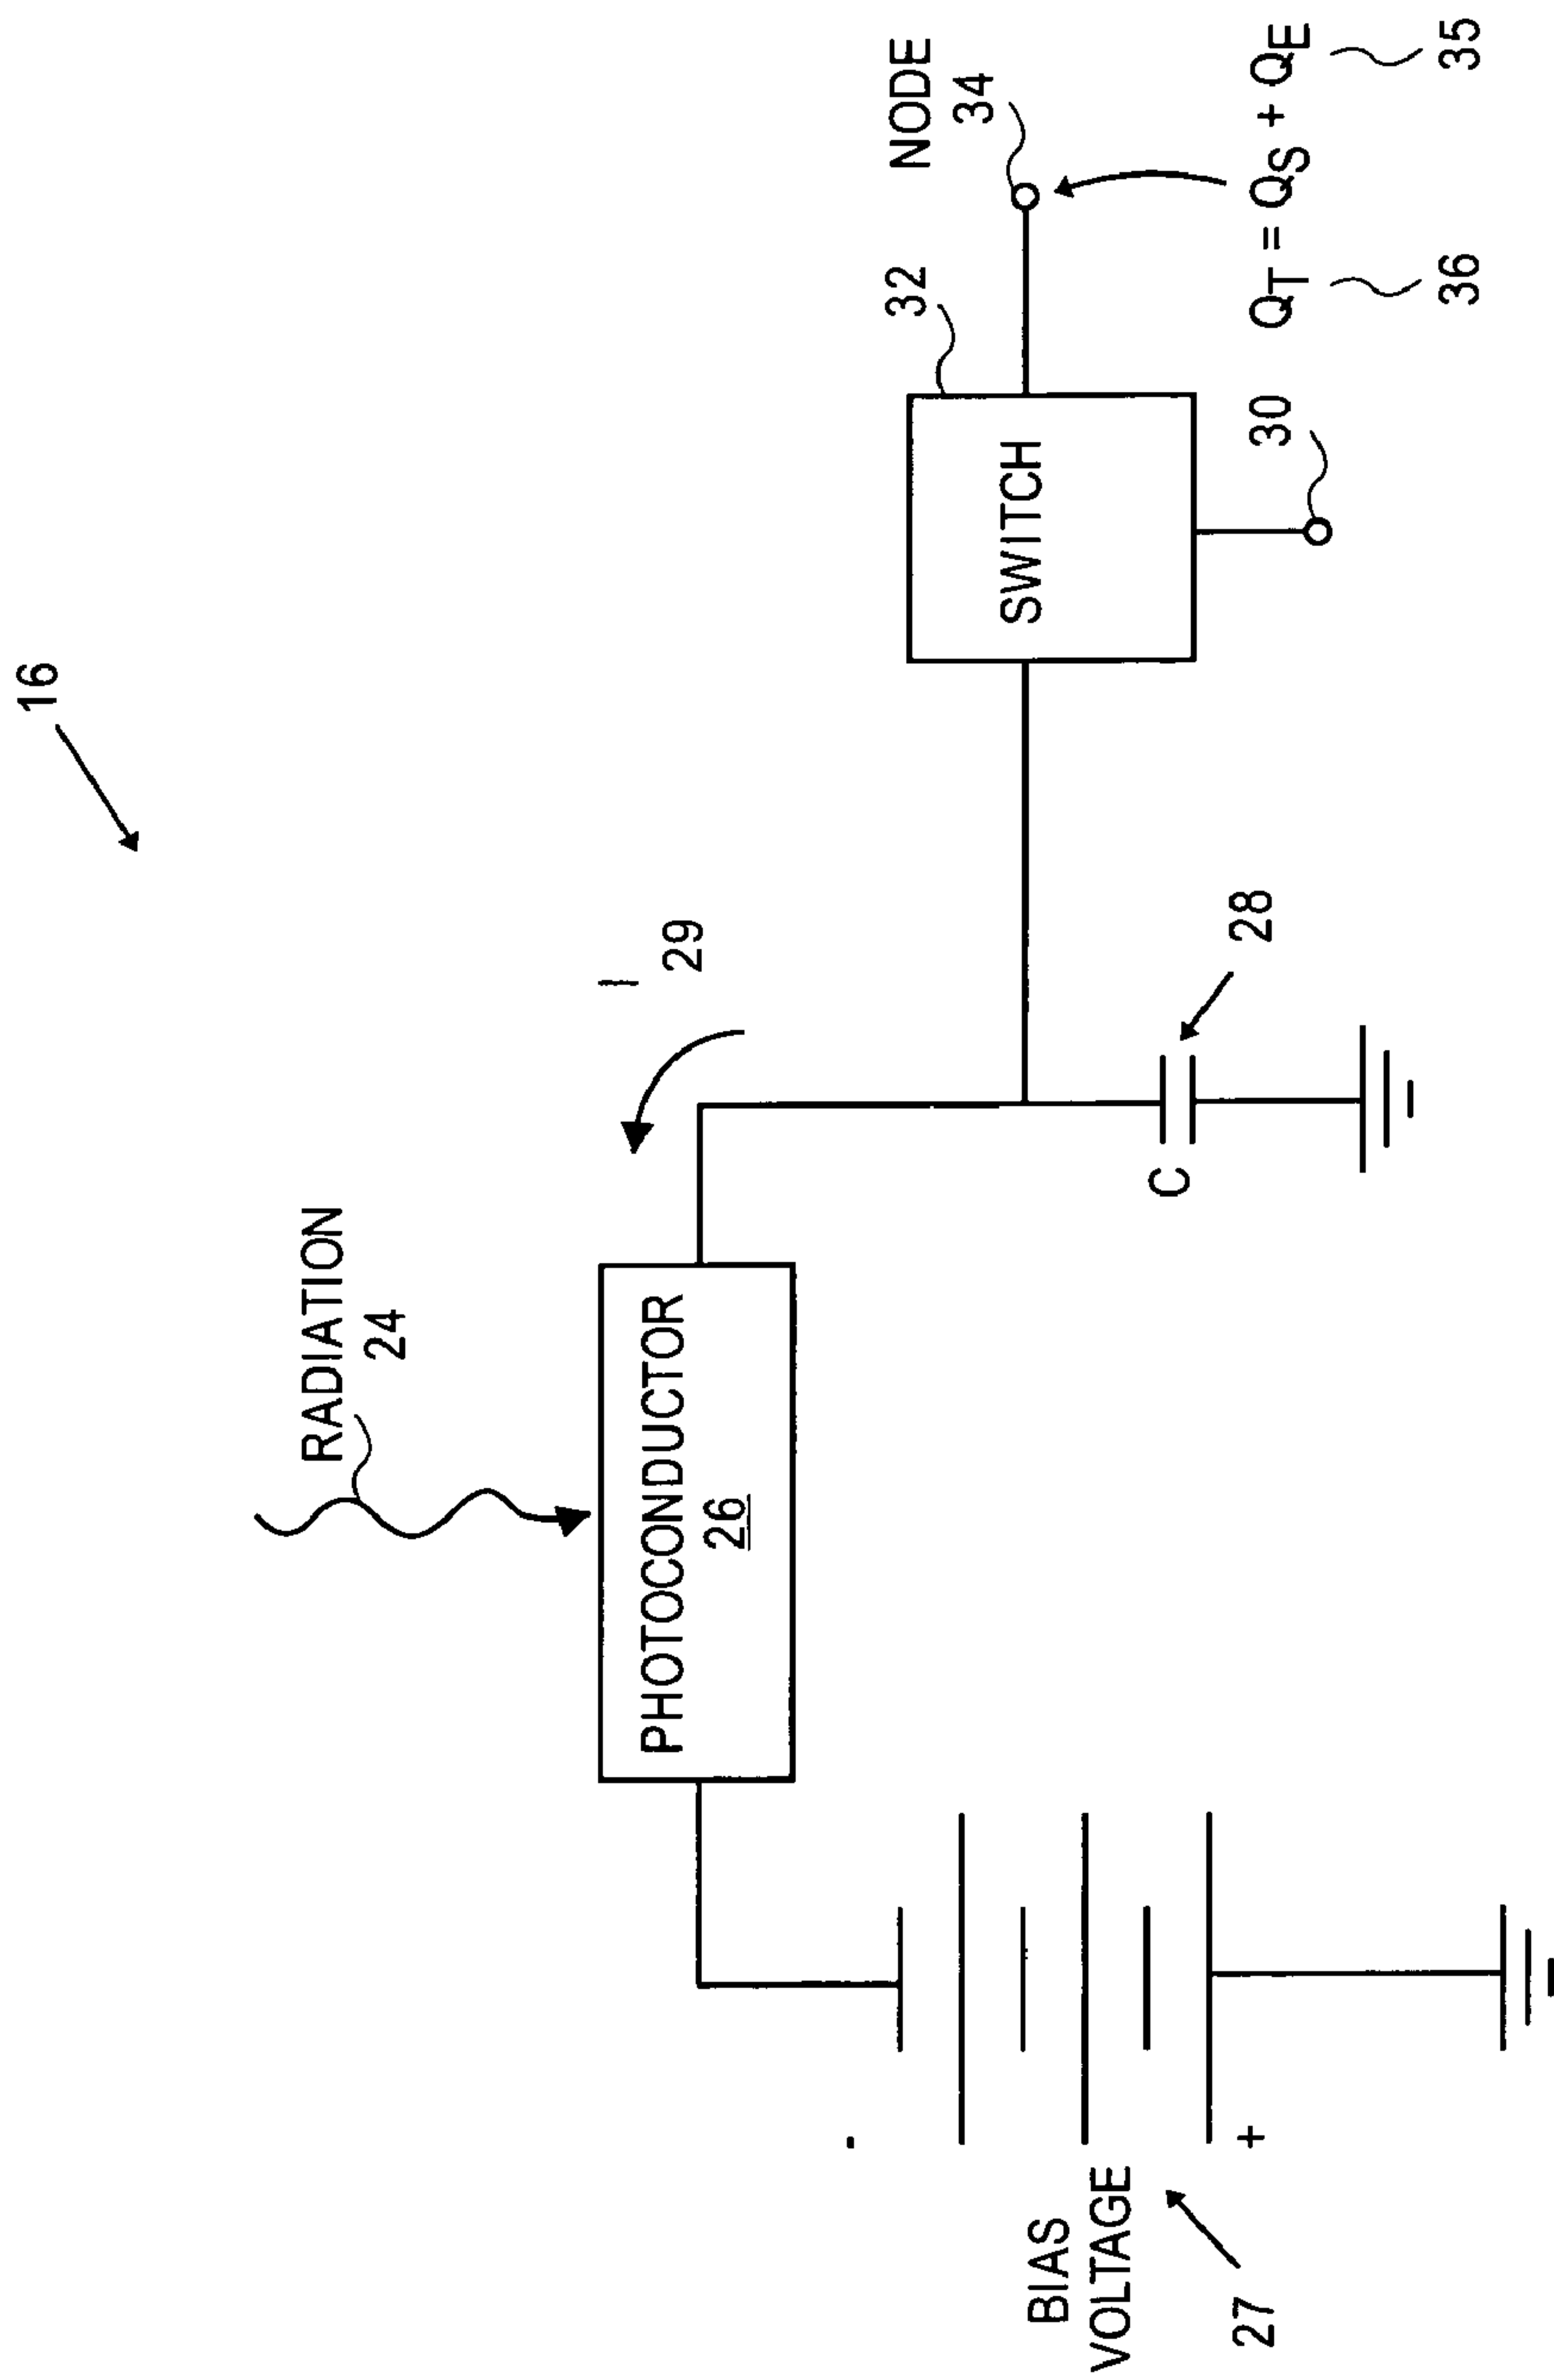 16
RADIATION
24
I
29
NODE
34
32
PHOTOCONDUCTOR
26
SWITCH
BIAS
VOLTAGE
-
+
27
C
28
30
QT = QS + QE
36
35